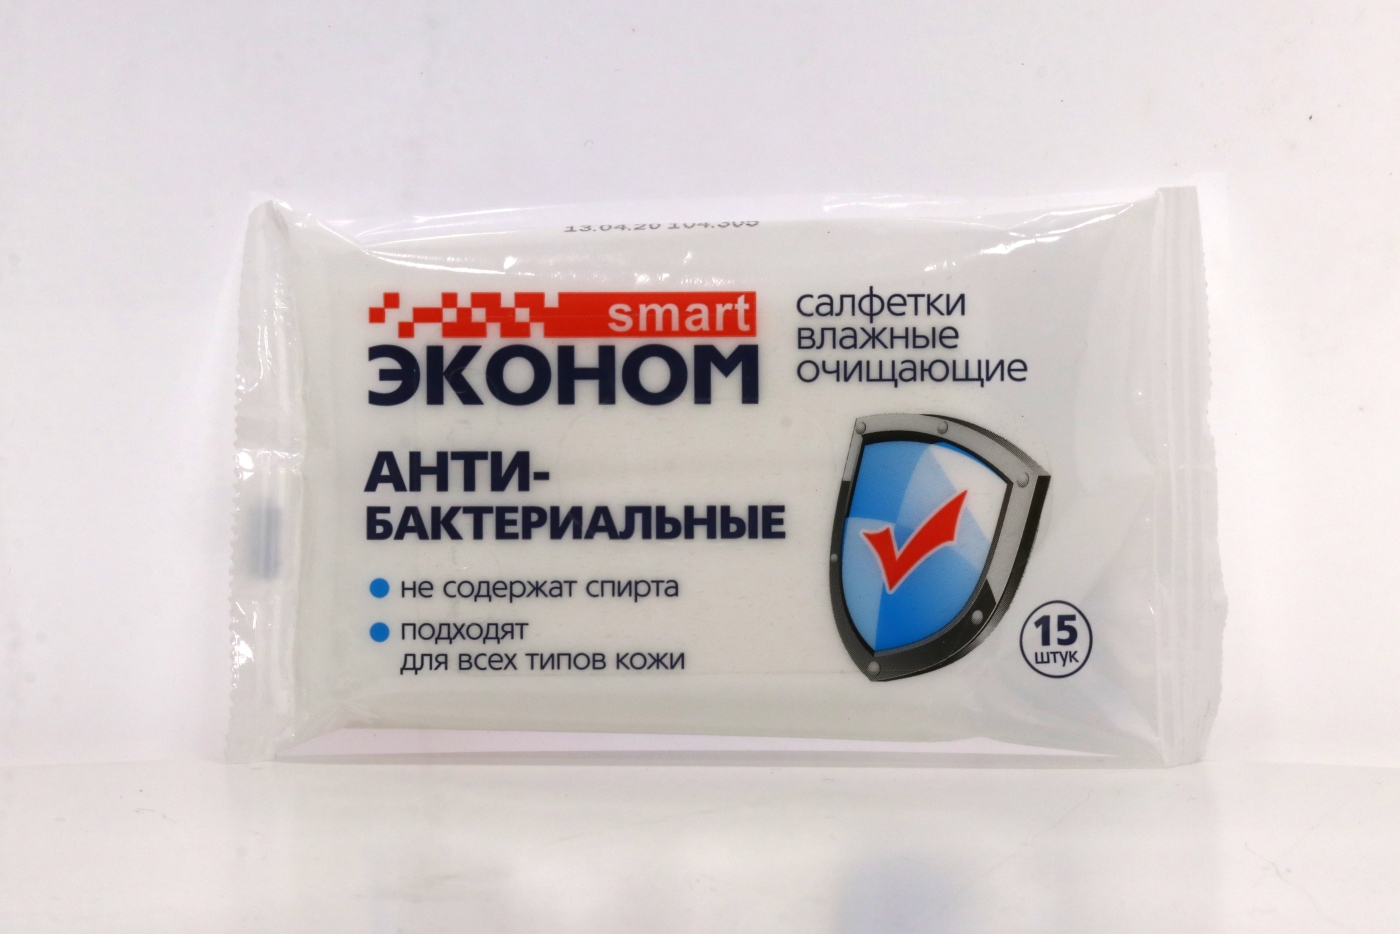 13.04.20 104.305
smart
ЭКОНОМ
салфетки
влажные
очищающие
АНТИ-
БАКТЕРИАЛЬНЫЕ
не содержат спирта
подходят
для всех типов кожи
15
штук